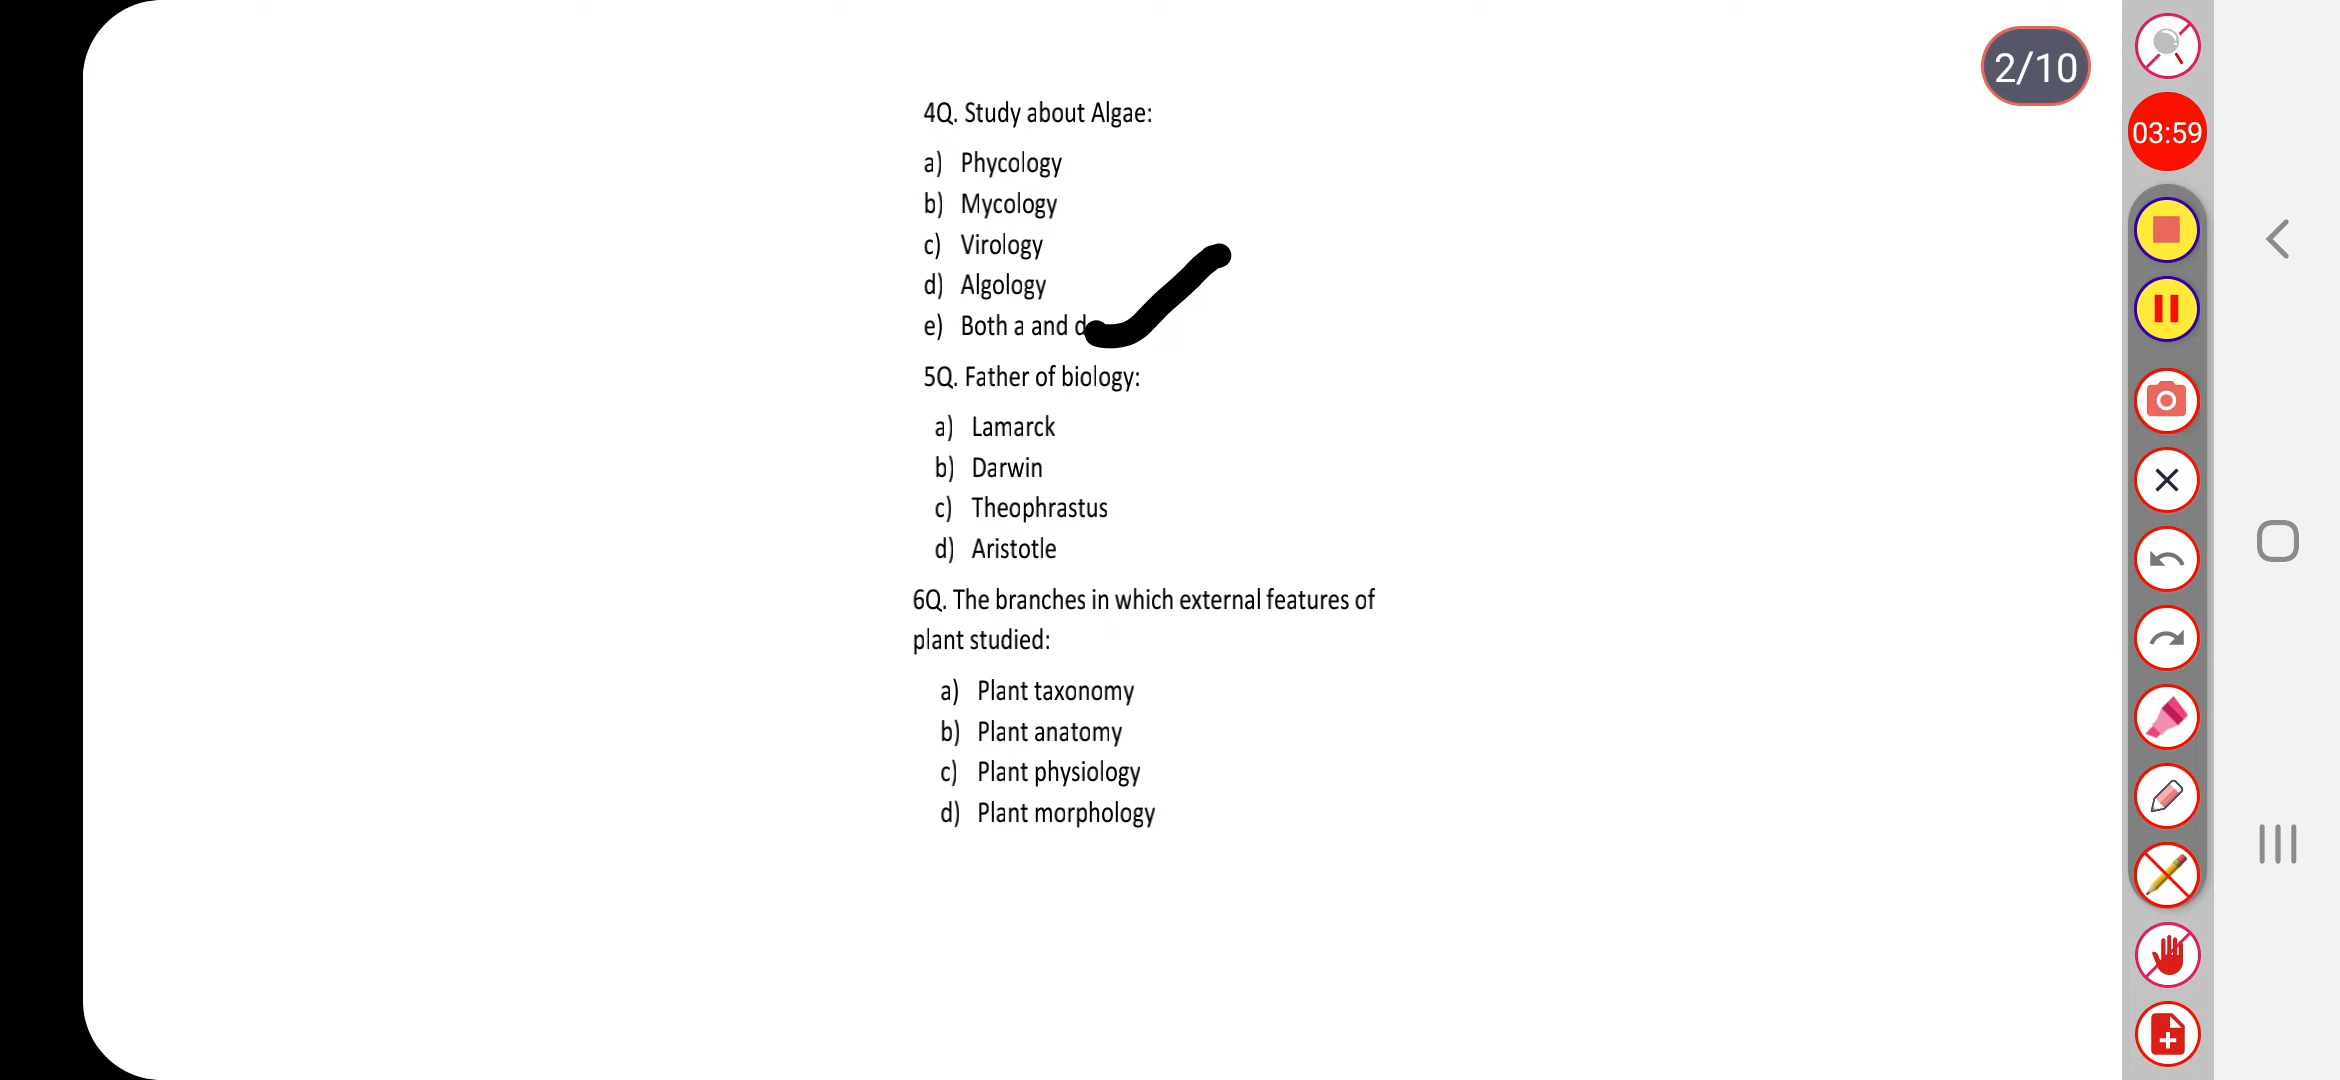 2/10
03:59
4Q. Study about Algae:
a) Phycology
b) Mycology
c) Virology
d) Algology
e) Both a and d
5Q. Father of biology:
a) Lamarck
b) Darwin
c) Theophrastus
d) Aristotle
6Q. The branches in which external features of
plant studied:
a) Plant taxonomy
b) Plant anatomy
c) Plant physiology
d) Plant morphology